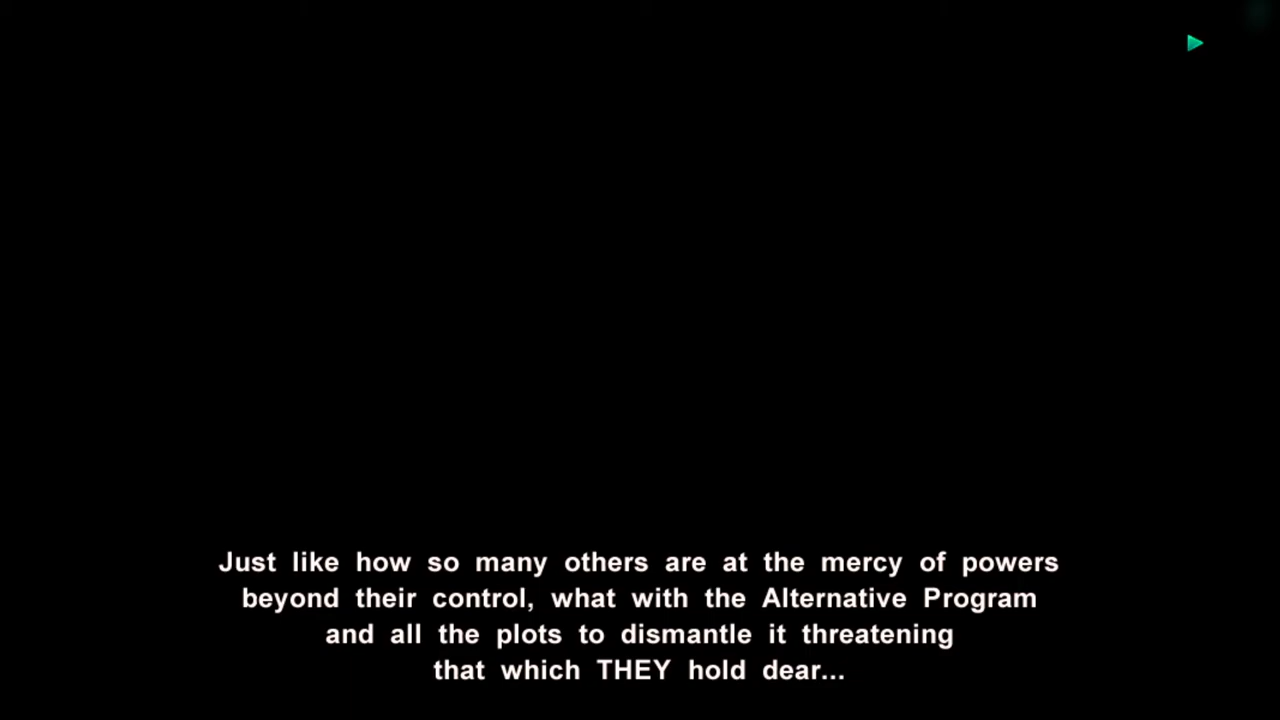 Just like how so many others are at the mercy of powers
beyond their control, what with the Alternative Program
and all the plots to dismantle it threatening
that which THEY hold dear...